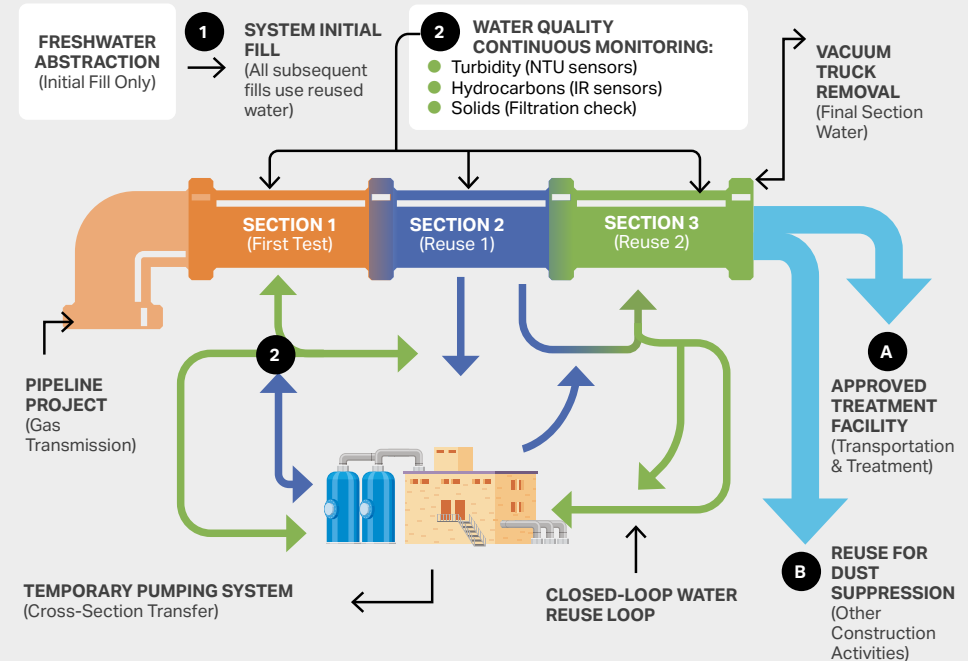 FRESHWATER
ABSTRACTION
(Initial Fill Only)
1
SYSTEM INITIAL
FILL
(All subsequent
fills use reused
water)
2
WATER QUALITY
CONTINUOUS MONITORING:
Turbidity (NTU sensors)
Hydrocarbons (IR sensors)
Solids (Filtration check)
VACUUM
TRUCK
REMOVAL
(Final Section
Water)
SECTION 1
(First Test)
SECTION 2
(Reuse 1)
SECTION 3
(Reuse 2)
2
PIPELINE
PROJECT
(Gas
Transmission)
A
APPROVED
TREATMENT
FACILITY
(Transportation
& Treatment)
TEMPORARY PUMPING SYSTEM
(Cross-Section Transfer)
CLOSED-LOOP WATER
REUSE LOOP
B
REUSE FOR
DUST
SUPPRESSION
(Other
Construction
Activities)